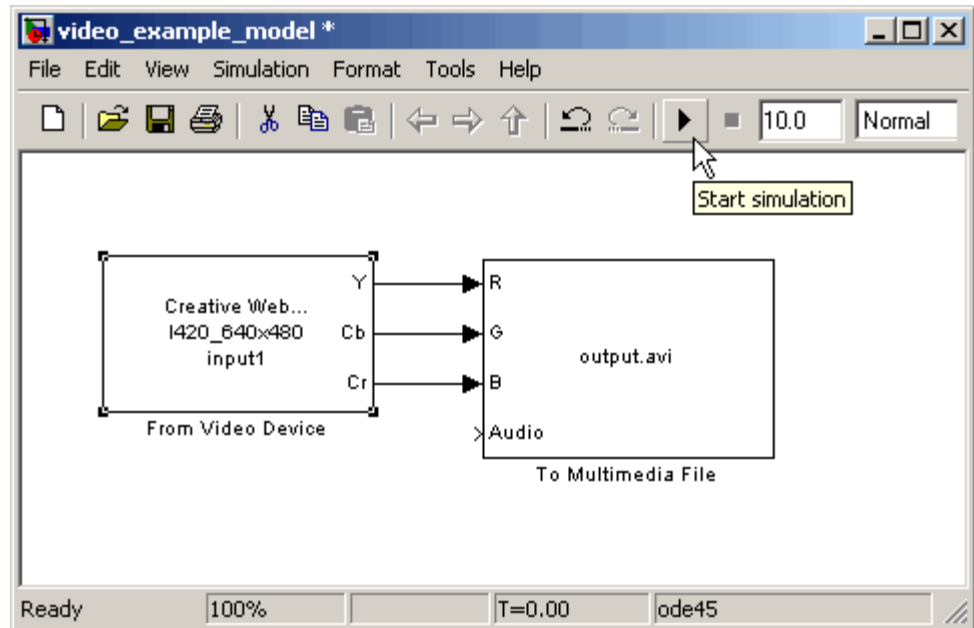 video_example_model *
File Edit View Simulation Format Tools Help
10.0 Normal
Start simulation
Creative Web...
I420_640x480
input1
Y
Cb
Cr
From Video Device
R
G
B
Audio
output.avi
To Multimedia File
Ready 100% T=0.00 ode45